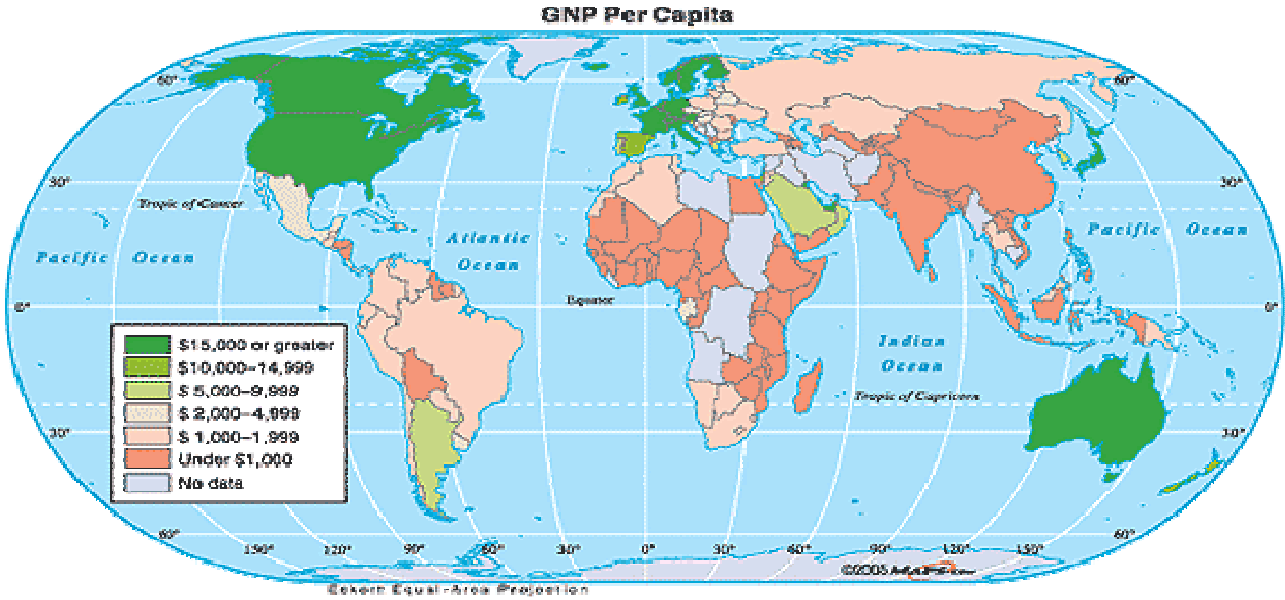 GNP Per Capita
60°
60°
30°
30°
Tropic of Cancer
Atlantic
Ocean
Pacific Ocean
Pacific Ocean
Equator
0°
0°
$15,000 or greater
$10,000–14,999
$5,000–9,999
$2,000–4,999
$1,000–1,999
Under $1,000
No data
Indian
Ocean
Tropic of Capricorn
30°
30°
60°
60°
150°
120°
90°
60°
30°
0°
30°
60°
90°
120°
150°
©2005
Eckert Equal-Area Projection